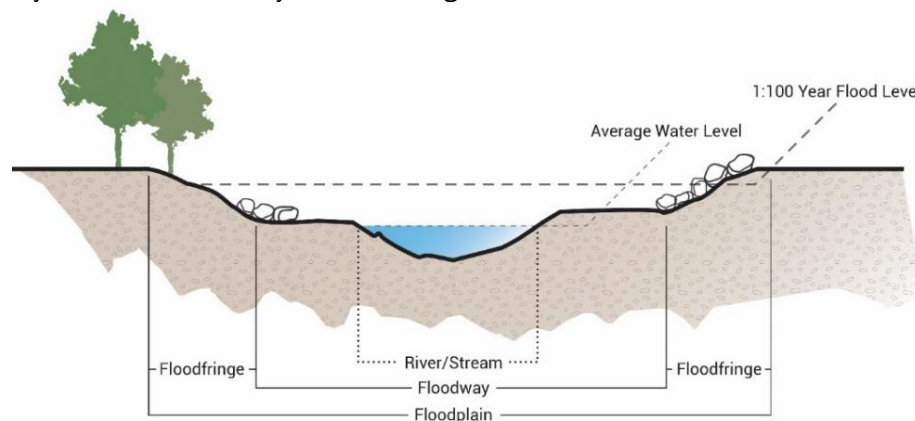 1:100 Year Flood Leve
Average Water Level
River/Stream
Floodfringe
Floodfringe
Floodway
Floodplain